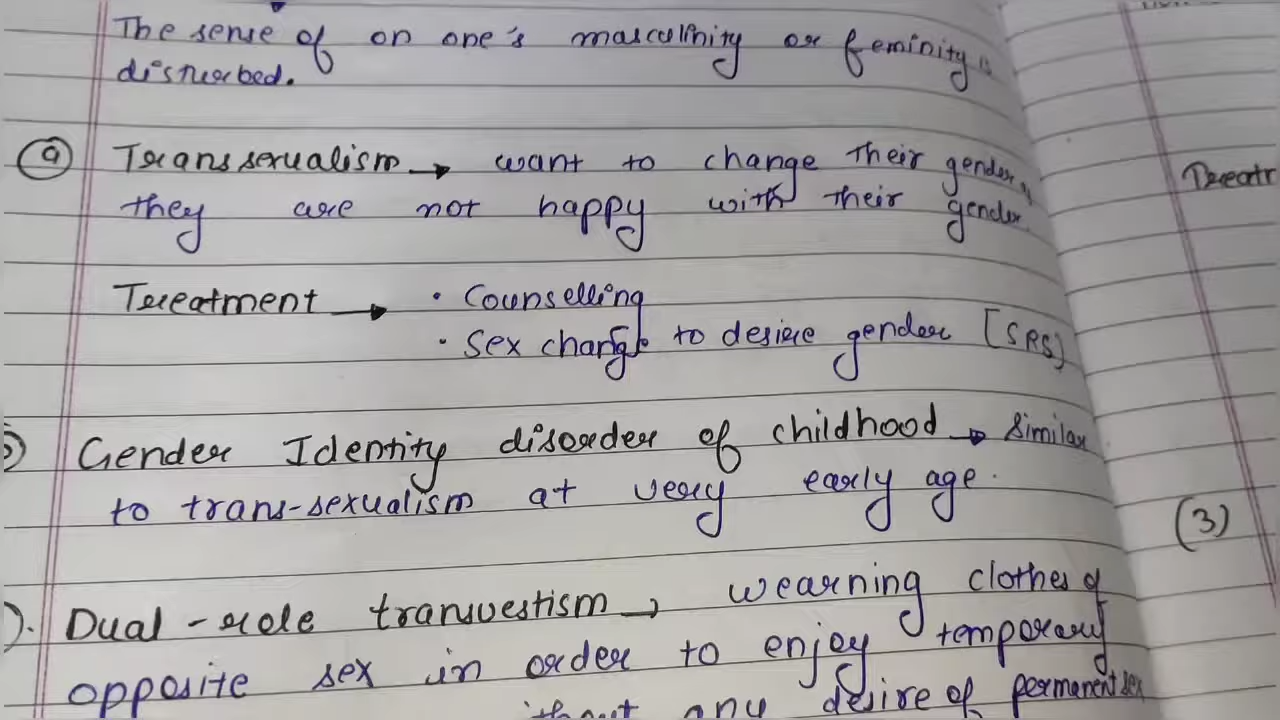 The sense of on one's masculinity or feminity is
disturbed.
(a) Transsexualism → want to change their gender
they are not happy with their gender.
Treatment → • Counselling
• Sex change to desire gender [SRS)
Gender Identity disorder of childhood → Similar
to trans-sexualism at very early age.
). Dual-role transvestism → wearning clothes of
opposite sex in order to enjoy temporary
any desire of permanent sex
Treatr
(3)